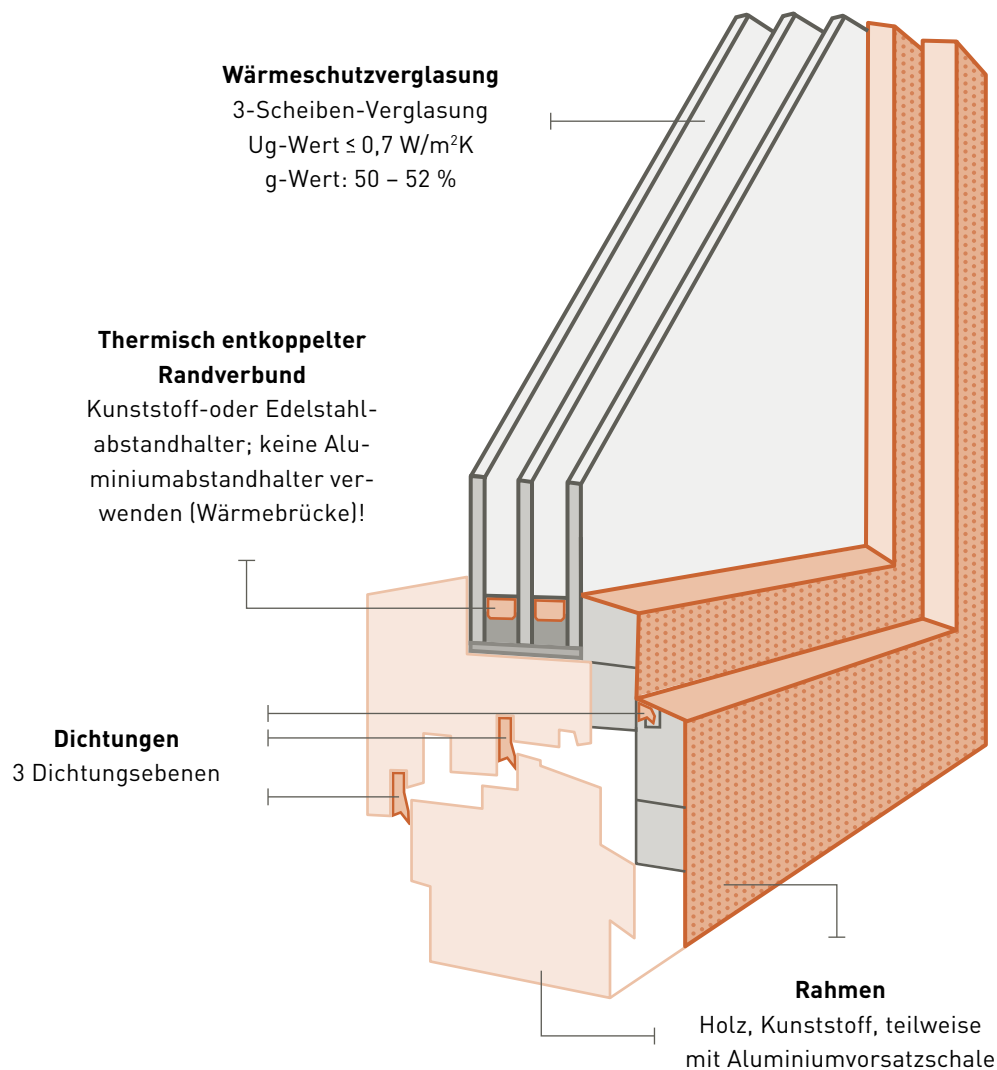 Wärmeschutzverglasung
3-Scheiben-Verglasung
Ug-Wert ≤ 0,7 W/m²K
g-Wert: 50 – 52 %
Thermisch entkoppelter
Randverbund
Kunststoff-oder Edelstahl-
abstandhalter; keine Alu-
miniumabstandhalter ver-
wenden (Wärmebrücke)!
Dichtungen
3 Dichtungsebenen
Rahmen
Holz, Kunststoff, teilweise
mit Aluminiumvorsatzschale